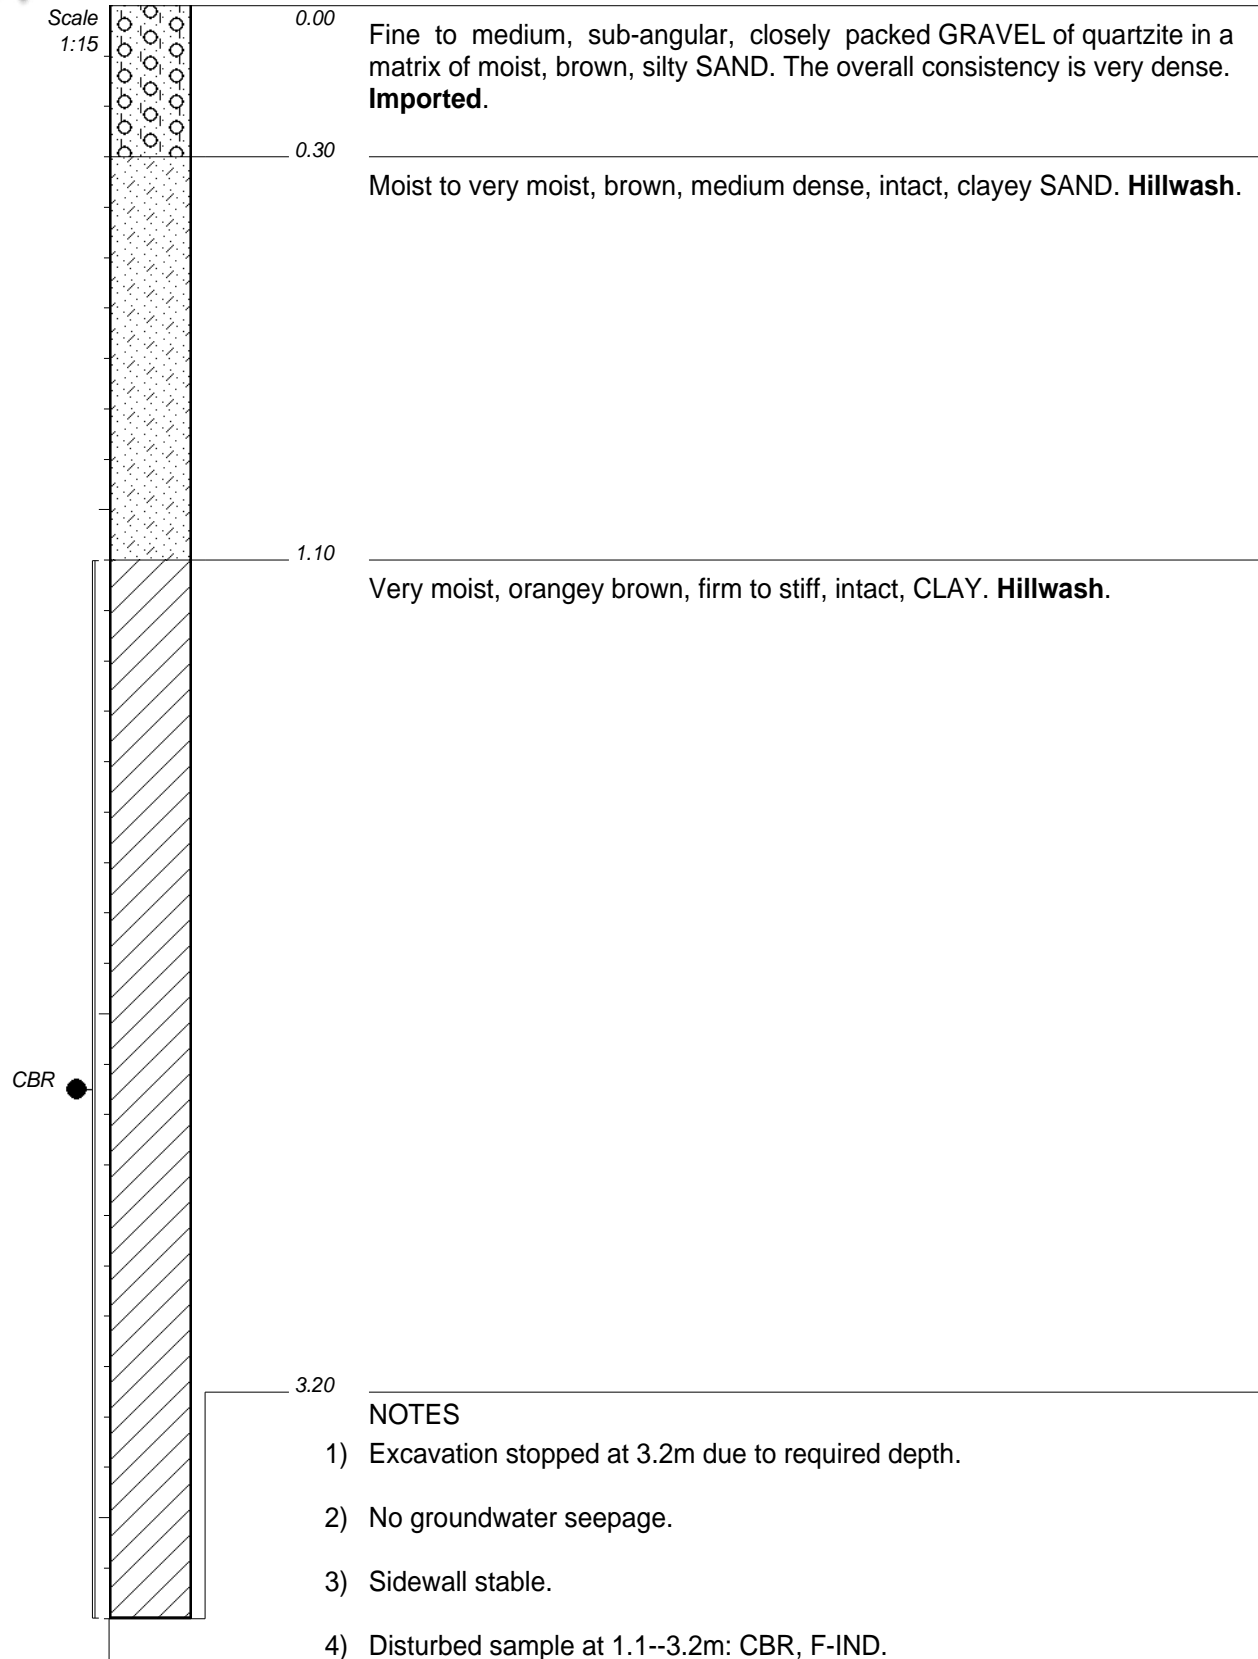 Scale
1:15
0.00
Fine to medium, sub-angular, closely packed GRAVEL of quartzite in a
matrix of moist, brown, silty SAND. The overall consistency is very dense.
Imported.
0.30
Moist to very moist, brown, medium dense, intact, clayey SAND. Hillwash.
1.10
Very moist, orangey brown, firm to stiff, intact, CLAY. Hillwash.
CBR
3.20
NOTES
1) Excavation stopped at 3.2m due to required depth.
2) No groundwater seepage.
3) Sidewall stable.
4) Disturbed sample at 1.1--3.2m: CBR, F-IND.